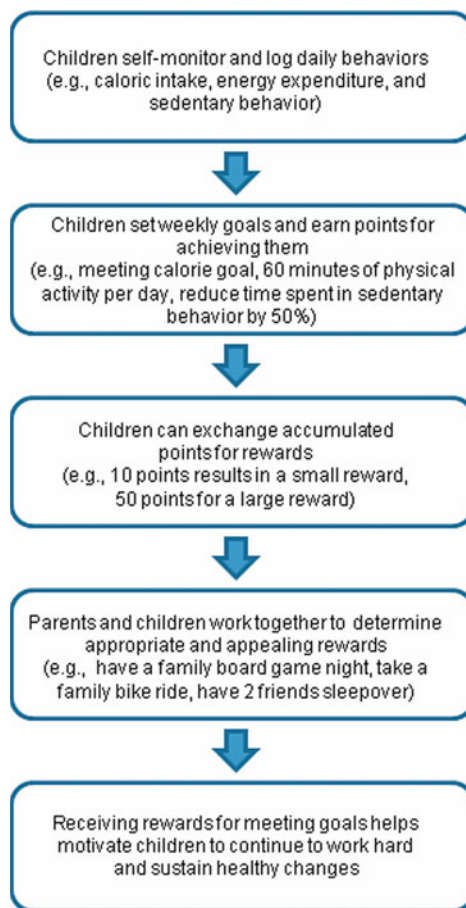 Children self-monitor and log daily behaviors
(e.g., caloric intake, energy expenditure, and
sedentary behavior)
Children set weekly goals and earn points for
achieving them
(e.g., meeting calorie goal, 60 minutes of physical
activity per day, reduce time spent in sedentary
behavior by 50%)
Children can exchange accumulated
points for rewards
(e.g., 10 points results in a small reward,
50 points for a large reward)
Parents and children work together to determine
appropriate and appealing rewards
(e.g., have a family board game night, take a
family bike ride, have 2 friends sleepover)
Receiving rewards for meeting goals helps
motivate children to continue to work hard
and sustain healthy changes